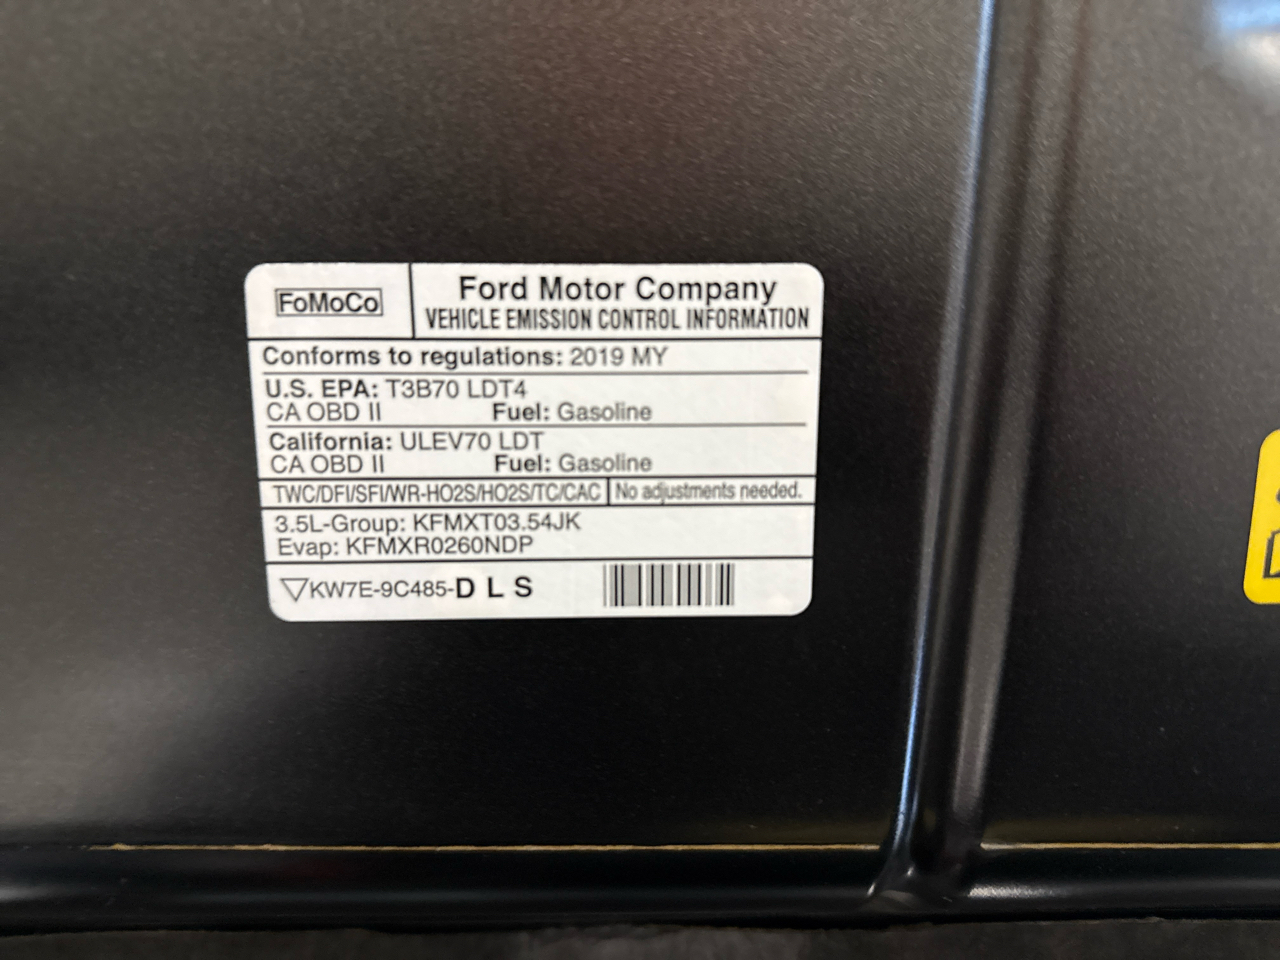 FoMoCo
Ford Motor Company
VEHICLE EMISSION CONTROL INFORMATION
Conforms to regulations: 2019 MY
U.S. EPA: T3B70 LDT4
CA OBD II Fuel: Gasoline
California: ULEV70 LDT
CA OBD II Fuel: Gasoline
TWC/DFI/SFI/WR-HO2S/HO2S/TC/CAC No adjustments needed.
3.5L-Group: KFMXT03.54JK
Evap: KFMXR0260NDP
▽KW7E-9C485-D L S